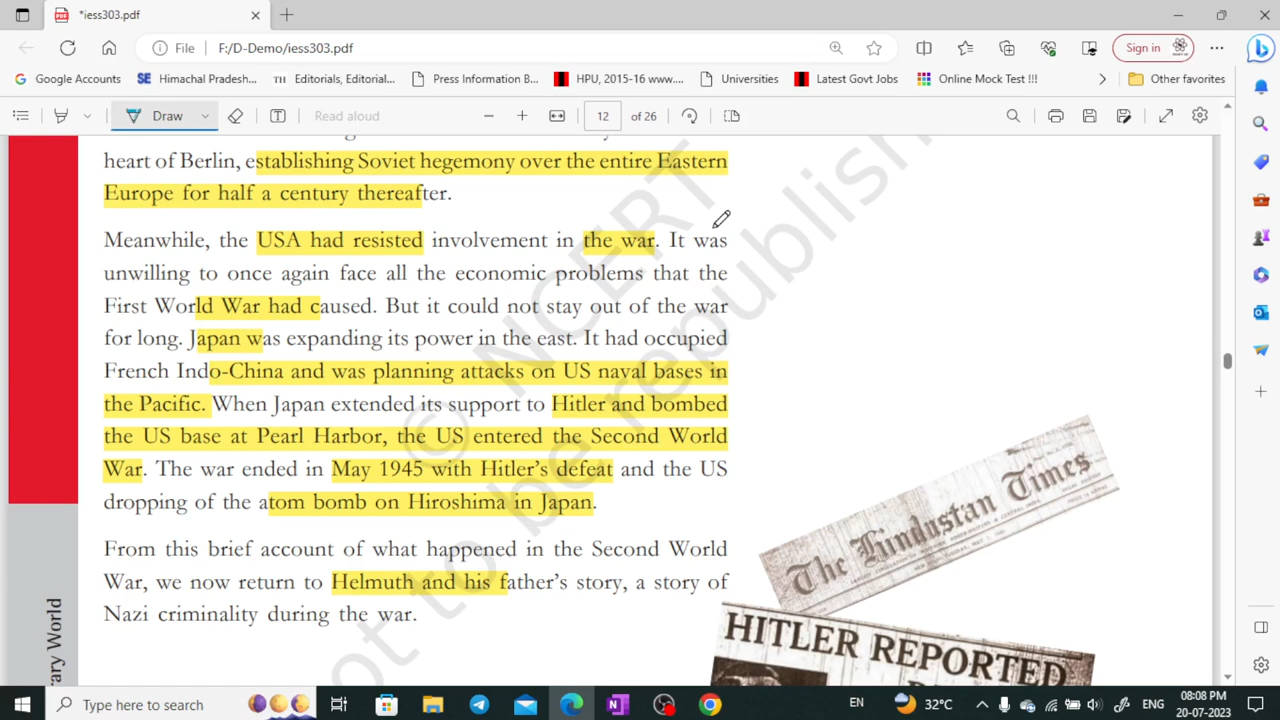 *iess303.pdf
File F:/D-Demo/iess303.pdf
Sign in
Google Accounts
SE Himachal Pradesh...
TH Editorials, Editorial...
Press Information B...
HPU, 2015-16 www....
Universities
Latest Govt Jobs
Online Mock Test !!!
Other favorites
Draw
Read aloud
12 of 26
heart of Berlin, establishing Soviet hegemony over the entire Eastern
Europe for half a century thereafter.
Meanwhile, the USA had resisted involvement in the war. It was
unwilling to once again face all the economic problems that the
First World War had caused. But it could not stay out of the war
for long. Japan was expanding its power in the east. It had occupied
French Indo-China and was planning attacks on US naval bases in
the Pacific. When Japan extended its support to Hitler and bombed
the US base at Pearl Harbor, the US entered the Second World
War. The war ended in May 1945 with Hitler's defeat and the US
dropping of the atom bomb on Hiroshima in Japan.
From this brief account of what happened in the Second World
War, we now return to Helmuth and his father's story, a story of
Nazi criminality during the war.
© NCERT
not to be republish
rary World
The Hindustan Times
HITLER REPORTED
Type here to search
32°C
EN
ENG
08:08 PM
20-07-2023